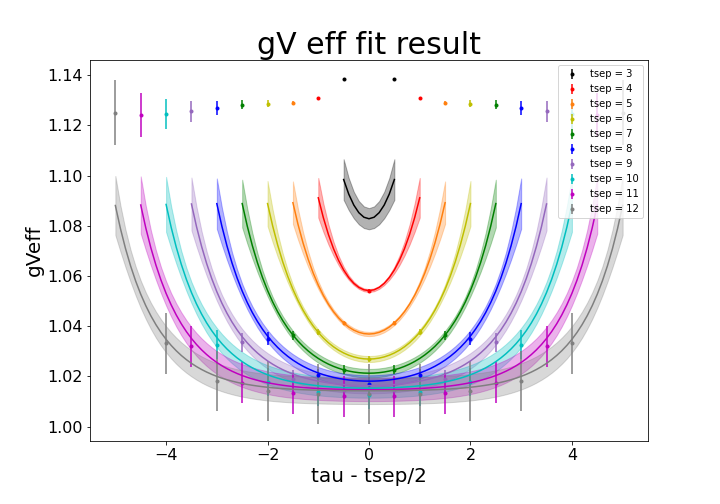 gV eff fit result
1.14
1.12
1.10
1.08
1.06
1.04
1.02
1.00
gVeff
−4
−2
0
2
4
tau - tsep/2
tsep = 3
tsep = 4
tsep = 5
tsep = 6
tsep = 7
tsep = 8
tsep = 9
tsep = 10
tsep = 11
tsep = 12